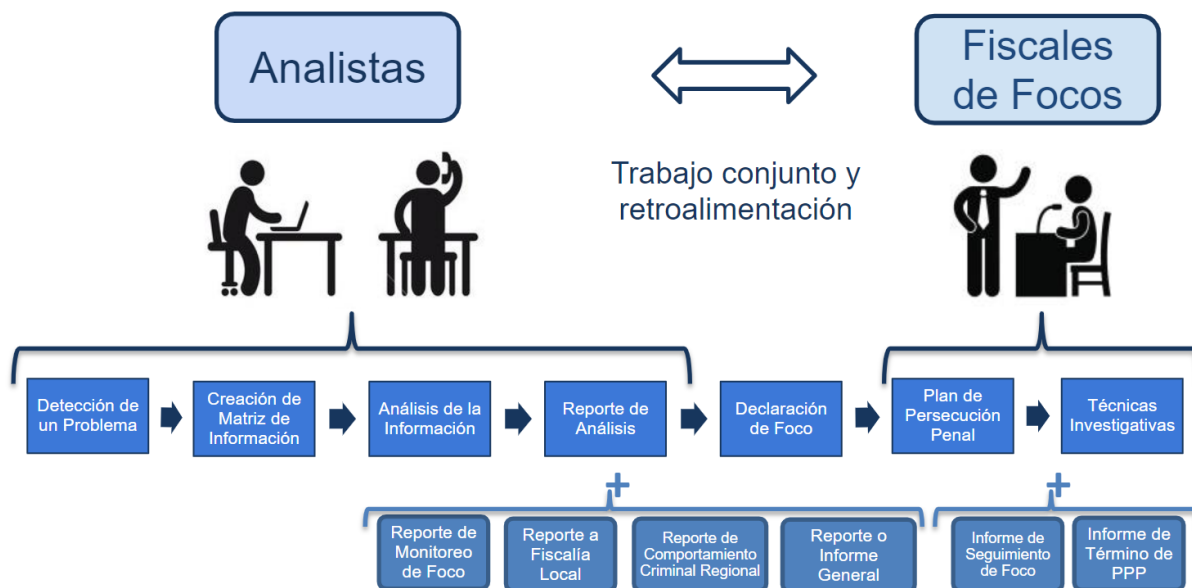 Analistas
Fiscales
de Focos
Trabajo conjunto y
retroalimentación
Detección de
un Problema
Creación de
Matriz de
Información
Análisis de la
Información
Reporte de
Análisis
Declaración
de Foco
Plan de
Persecución
Penal
Técnicas
Investigativas
Reporte de
Monitoreo
de Foco
Reporte a
Fiscalía
Local
Reporte de
Comportamiento
Criminal Regional
Reporte o
Informe
General
Informe de
Seguimiento
de Foco
Informe de
Término de
PPP